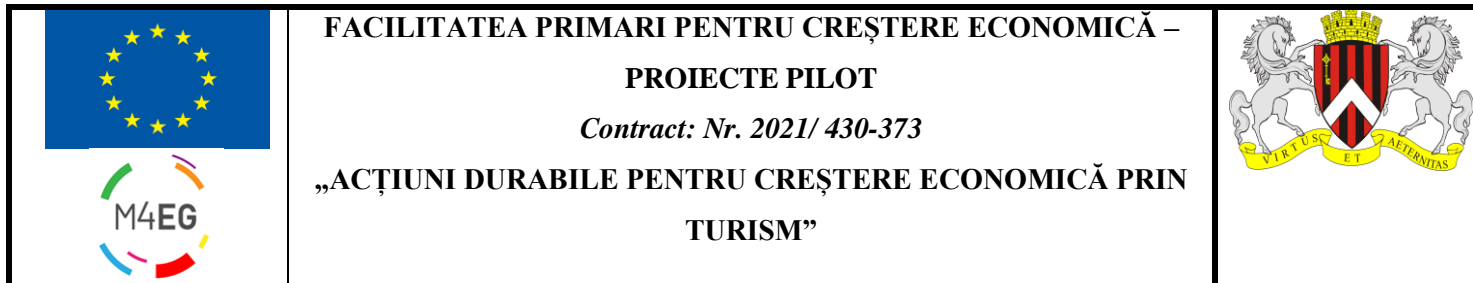 FACILITATEA PRIMARI PENTRU CREȘTERE ECONOMICĂ –
PROIECTE PILOT
Contract: Nr. 2021/ 430-373
„ACȚIUNI DURABILE PENTRU CREȘTERE ECONOMICĂ PRIN
TURISM”
M4EG
VIRTUS ET AETERNITAS